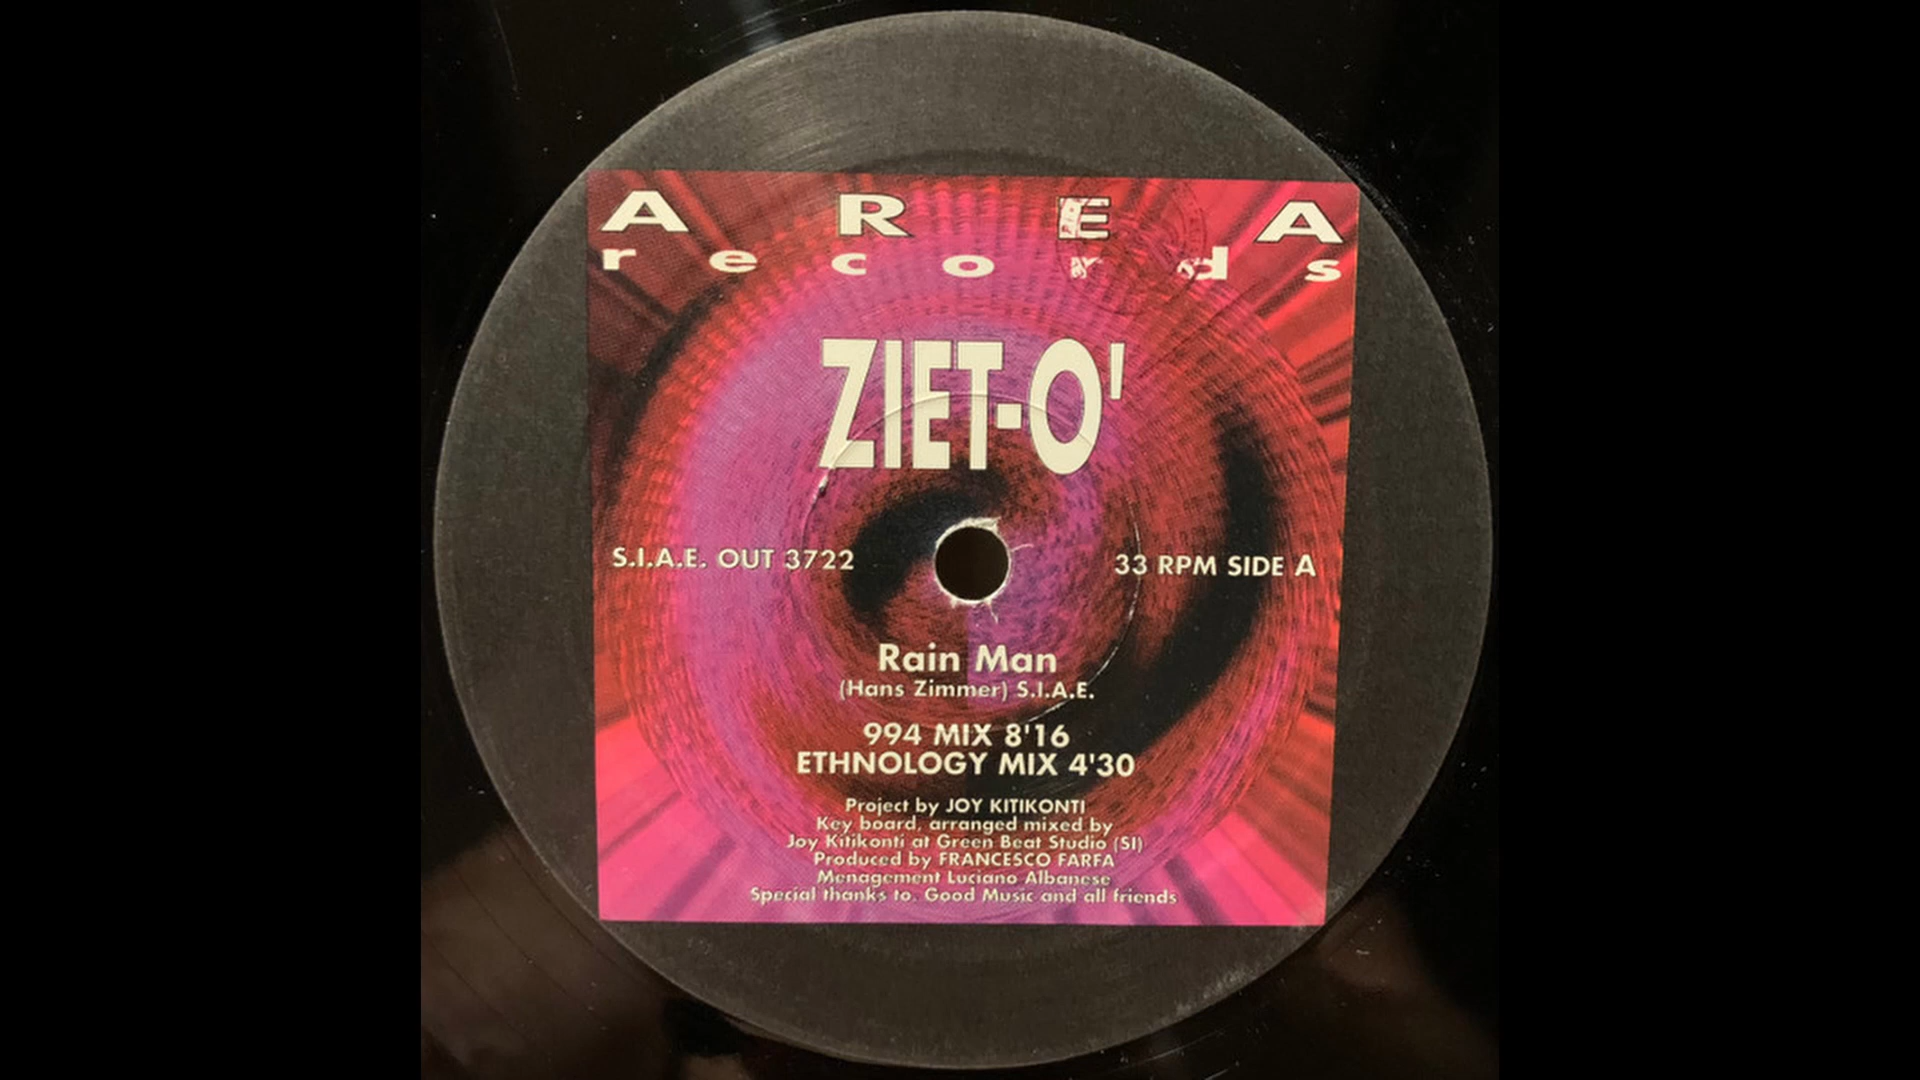 AREA
records
ZIET-O'
S.I.A.E. OUT 3722
33 RPM SIDE A
Rain Man
(Hans Zimmer) S.I.A.E.
994 MIX 8'16
ETHNOLOGY MIX 4'30
Project by JOY KITIKONTI
Key board, arranged mixed by
Joy Kitikonti at Green Beat Studio (SI)
Produced by FRANCESCO FARFA
Menagement Luciano Albanese
Special thanks to. Good Music and all friends